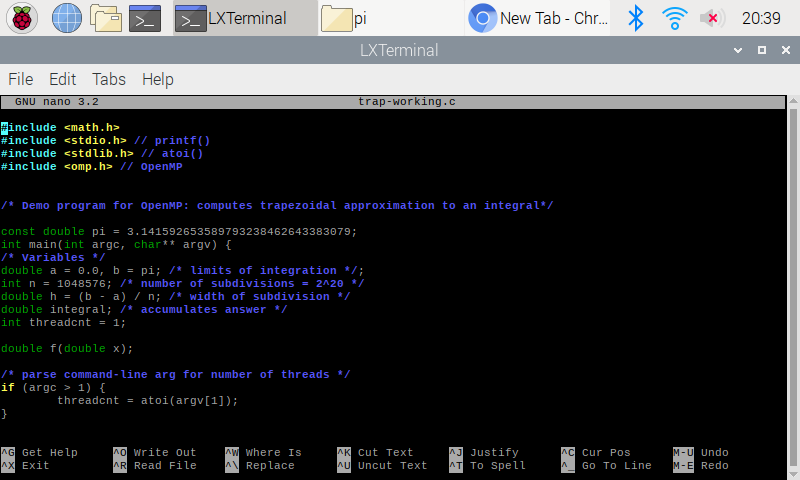 LXTerminal pi New Tab - Chr... 20:39
LXTerminal
File Edit Tabs Help
GNU nano 3.2 trap-working.c
#include <math.h>
#include <stdio.h> // printf()
#include <stdlib.h> // atoi()
#include <omp.h> // OpenMP
/* Demo program for OpenMP: computes trapezoidal approximation to an integral*/
const double pi = 3.141592653589793238462643383079;
int main(int argc, char** argv) {
/* Variables */
double a = 0.0, b = pi; /* limits of integration */;
int n = 1048576; /* number of subdivisions = 2^20 */
double h = (b - a) / n; /* width of subdivision */
double integral; /* accumulates answer */
int threadcnt = 1;
double f(double x);
/* parse command-line arg for number of threads */
if (argc > 1) {
threadcnt = atoi(argv[1]);
}
^G Get Help ^O Write Out ^W Where Is ^K Cut Text ^J Justify ^C Cur Pos M-U Undo
^X Exit ^R Read File ^\ Replace ^U Uncut Text ^T To Spell ^_ Go To Line M-E Redo